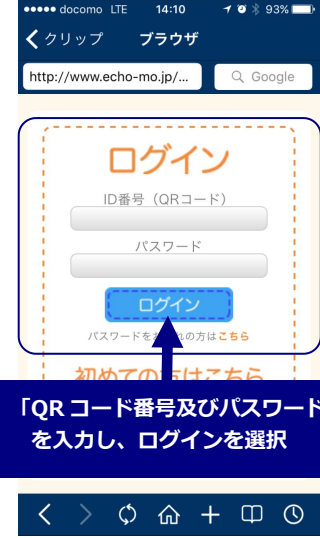 docomo LTE 14:10 93%
クリップ ブラウザ
http://www.echo-mo.jp/... Google
ログイン
ID番号（QRコード）
パスワード
ログイン
パスワードをお忘れの方はこちら
初めての方はこちら
「QRコード番号及びパスワード
を入力し、ログインを選択